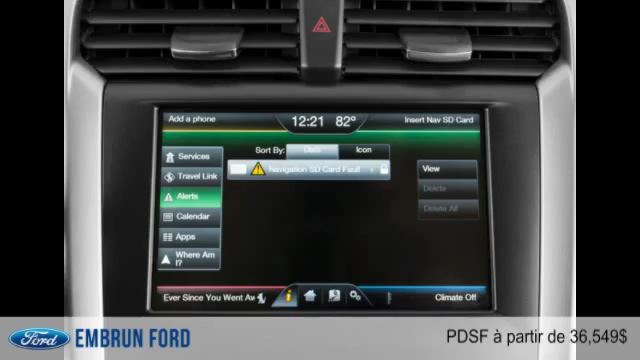 Add a phone
12:21 82°
Insert Nav SD Card
Sort By: Date Icon
Services
Navigation SD Card Fault
View
Travel Link
Delete
Alerts
Delete All
Calendar
Apps
Where Am I?
Ever Since You Went Aw
Climate Off
Ford
EMBRUN FORD
PDSF à partir de 36,549$